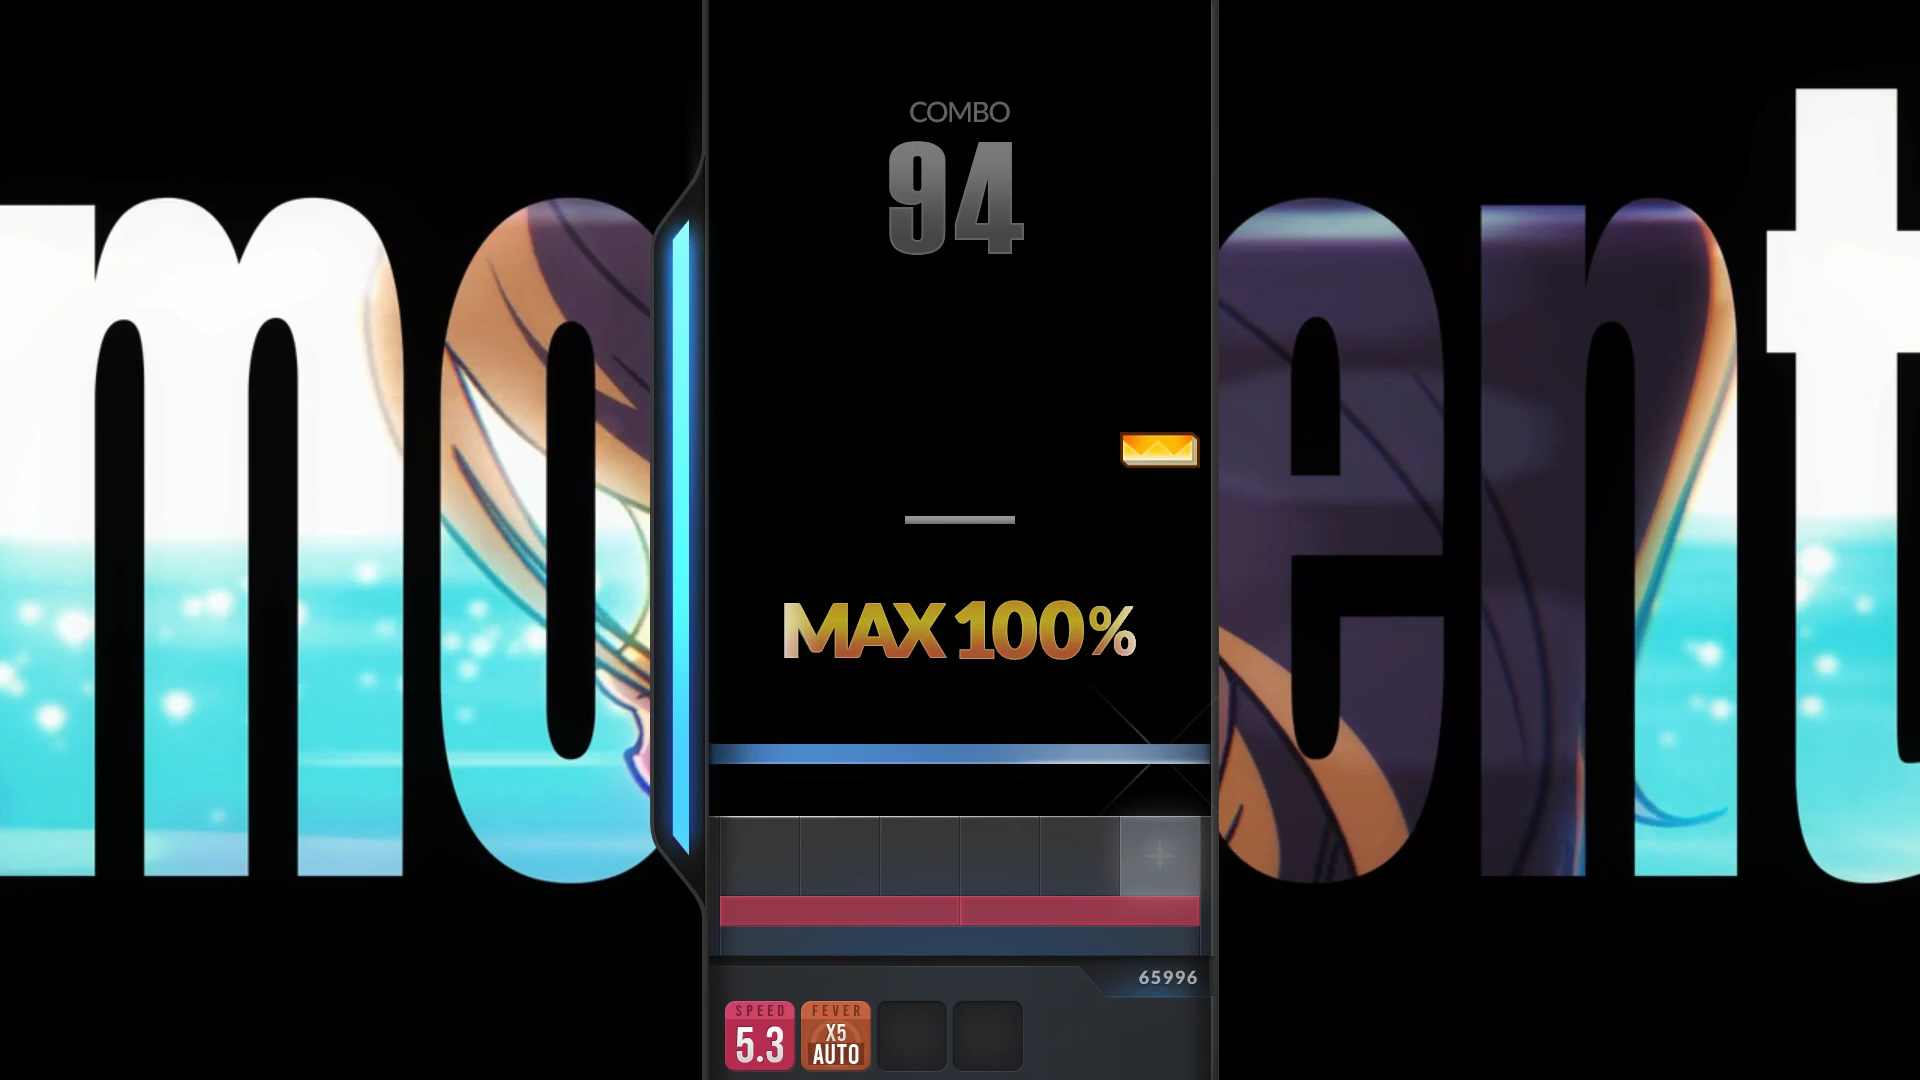 COMBO
94
mo
ent
MAX 100%
65996
SPEED
5.3
FEVER
X5
AUTO